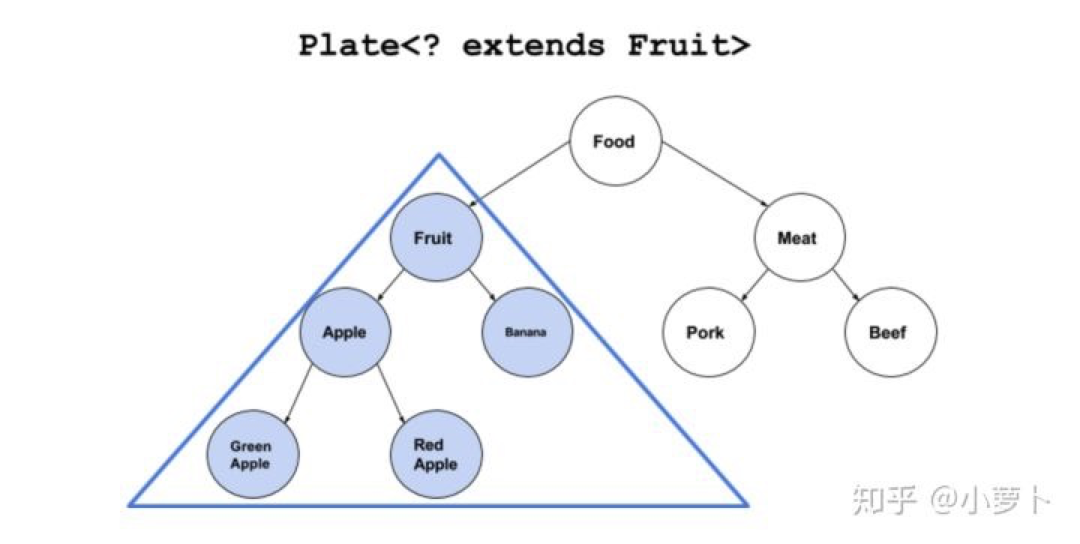 Plate<? extends Fruit>
Food
Fruit
Meat
Apple
Banana
Pork
Beef
Green
Apple
Red
Apple
知乎 @小萝卜